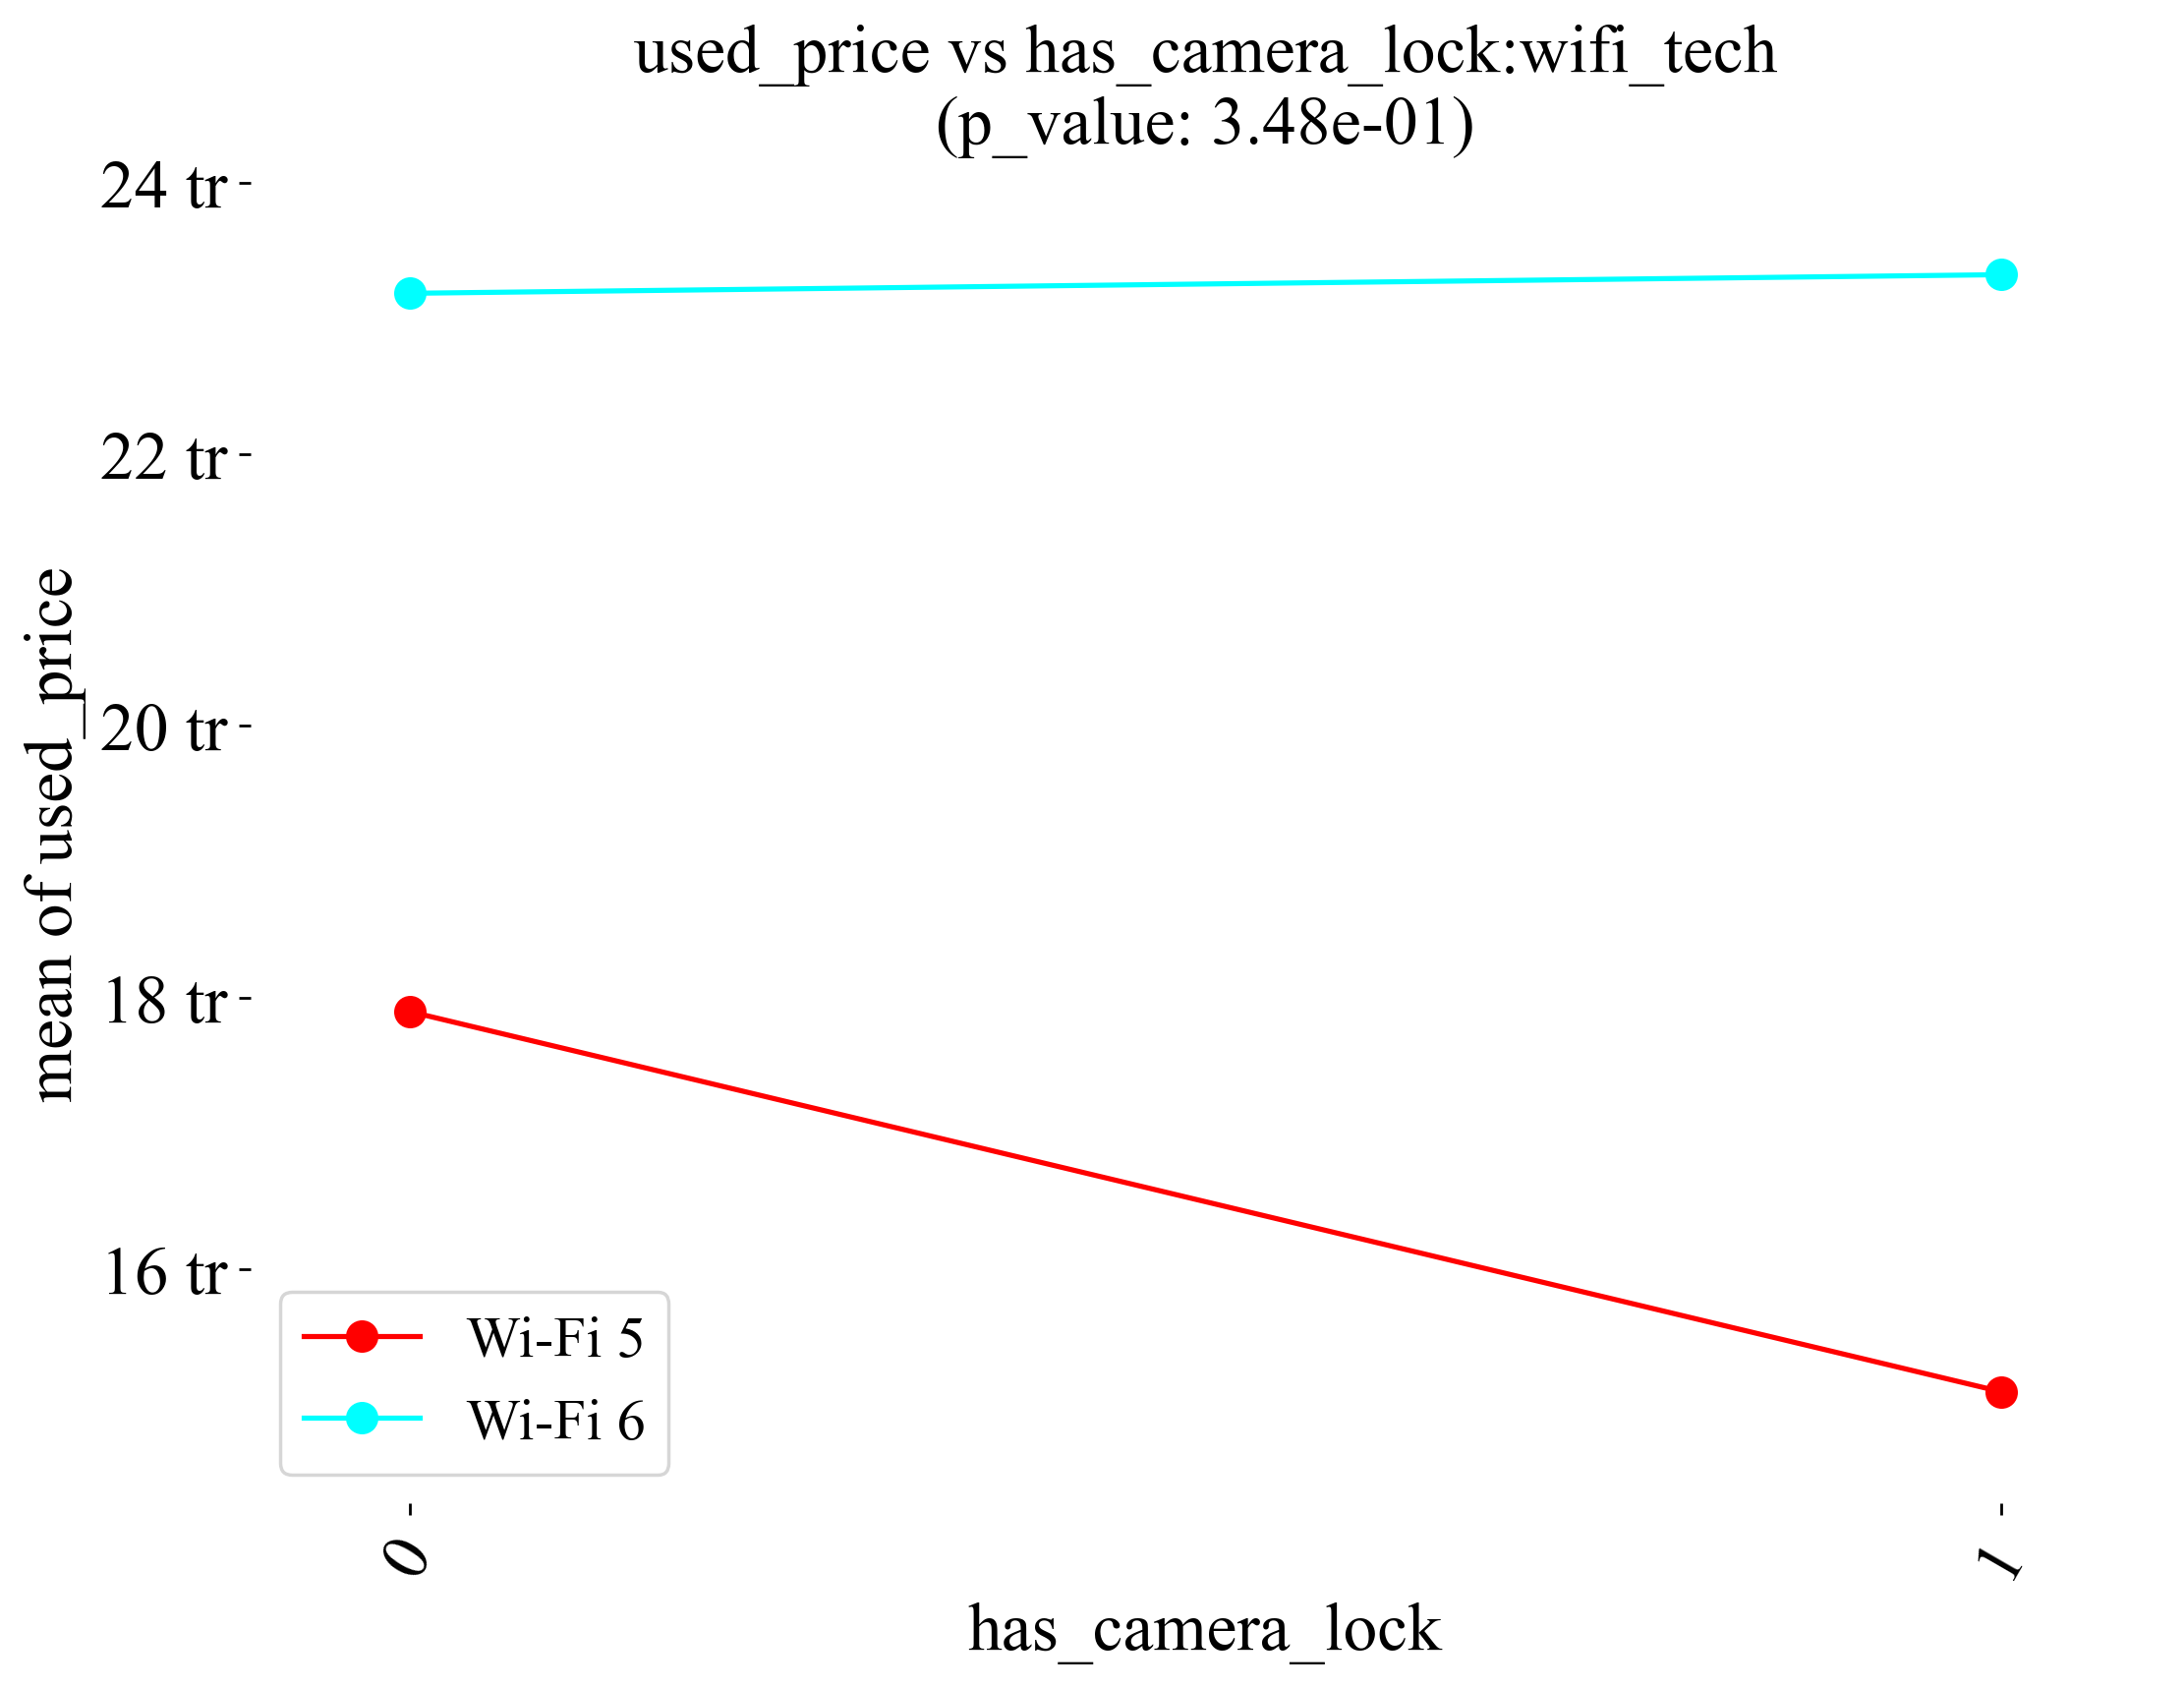 used_price vs has_camera_lock:wifi_tech
(p_value: 3.48e-01)
24 tr
22 tr
20 tr
18 tr
16 tr
mean of used_price
Wi-Fi 5
Wi-Fi 6
0
1
has_camera_lock